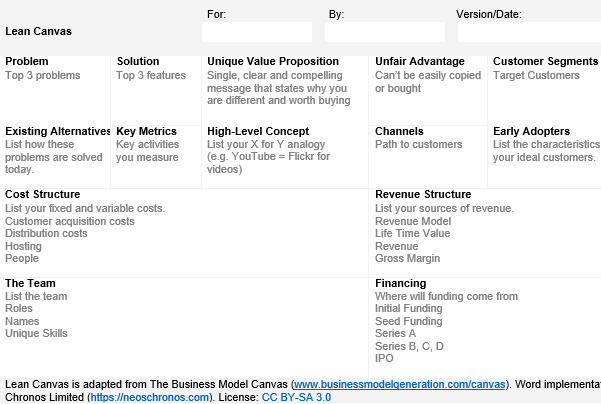 For:
By:
Version/Date:
Lean Canvas
Problem
Top 3 problems
Solution
Top 3 features
Unique Value Proposition
Single, clear and compelling
message that states why you
are different and worth buying
Unfair Advantage
Can't be easily copied
or bought
Customer Segments
Target Customers
Existing Alternatives
List how these
problems are solved
today.
Key Metrics
Key activities
you measure
High-Level Concept
List your X for Y analogy
(e.g. YouTube = Flickr for
videos)
Channels
Path to customers
Early Adopters
List the characteristics
your ideal customers.
Cost Structure
List your fixed and variable costs.
Customer acquisition costs
Distribution costs
Hosting
People
Revenue Structure
List your sources of revenue.
Revenue Model
Life Time Value
Revenue
Gross Margin
The Team
List the team
Roles
Names
Unique Skills
Financing
Where will funding come from
Initial Funding
Seed Funding
Series A
Series B, C, D
IPO
Lean Canvas is adapted from The Business Model Canvas (www.businessmodelgeneration.com/canvas). Word implementa
Chronos Limited (https://neoschronos.com). License: CC BY-SA 3.0